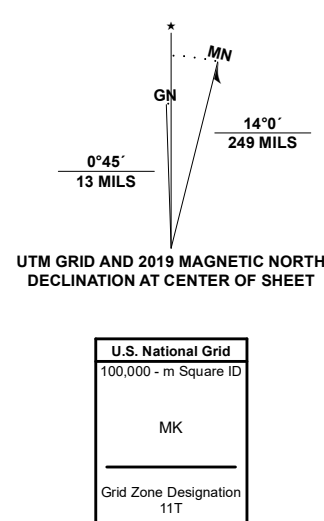 MN
GN
14°0´
249 MILS
0°45´
13 MILS
UTM GRID AND 2019 MAGNETIC NORTH
DECLINATION AT CENTER OF SHEET
U.S. National Grid
100,000 - m Square ID
MK
Grid Zone Designation
11T